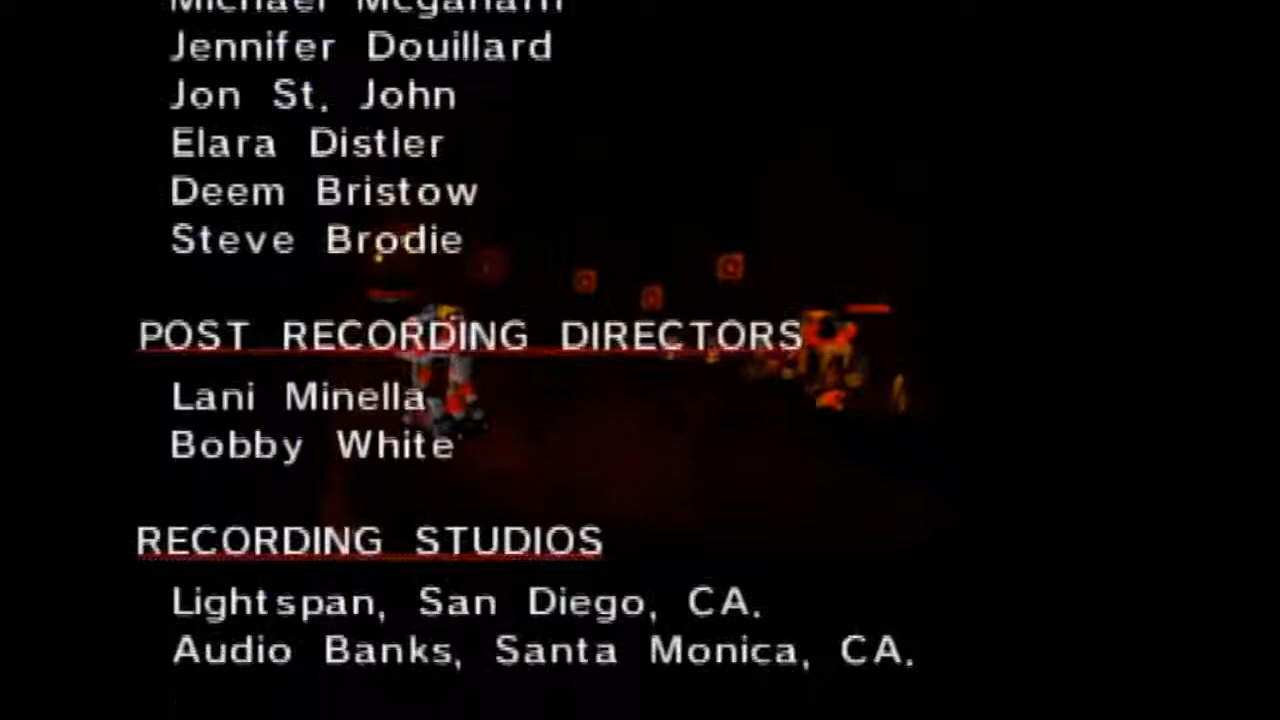 Jennifer Douillard
Jon St. John
Elara Distler
Deem Bristow
Steve Brodie
POST RECORDING DIRECTORS
Lani Minella
Bobby White
RECORDING STUDIOS
Lightspan, San Diego, CA.
Audio Banks, Santa Monica, CA.